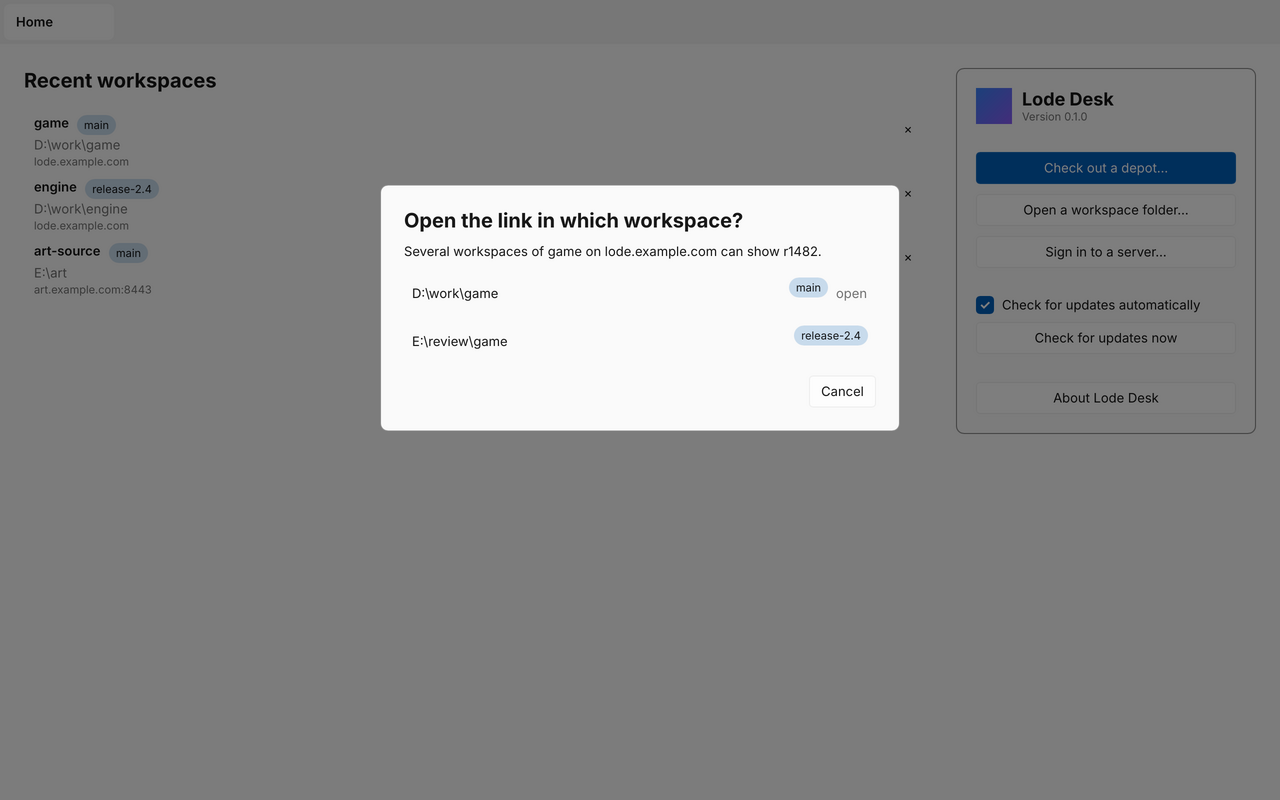 Home
Recent workspaces
game main
D:\work\game
lode.example.com
×
engine release-2.4
D:\work\engine
lode.example.com
×
art-source main
E:\art
art.example.com:8443
×
Lode Desk
Version 0.1.0
Check out a depot...
Open a workspace folder...
Sign in to a server...
Check for updates automatically
Check for updates now
About Lode Desk
Open the link in which workspace?
Several workspaces of game on lode.example.com can show r1482.
D:\work\game main open
E:\review\game release-2.4
Cancel